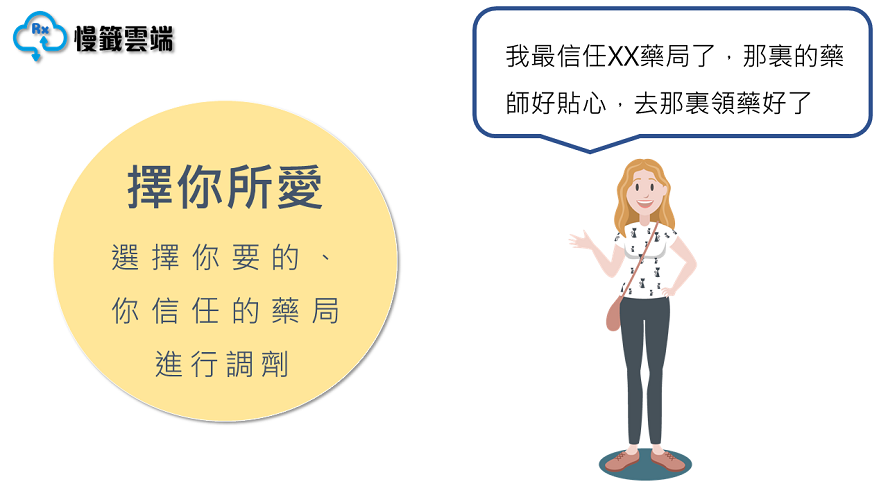 Rx
慢籤雲端
我最信任XX藥局了，那裏的藥
師好貼心，去那裏領藥好了
擇你所愛
選擇你要的、
你信任的藥局
進行調劑